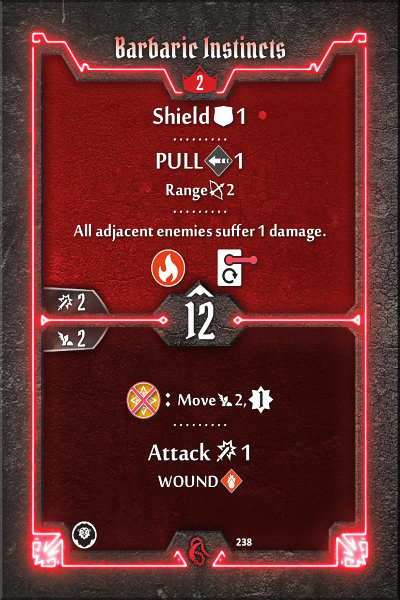 Barbaric Instincts
2
Shield 1
PULL 1
Range 2
All adjacent enemies suffer 1 damage.
2
12
2
: Move 2, 1
Attack 1
WOUND
238